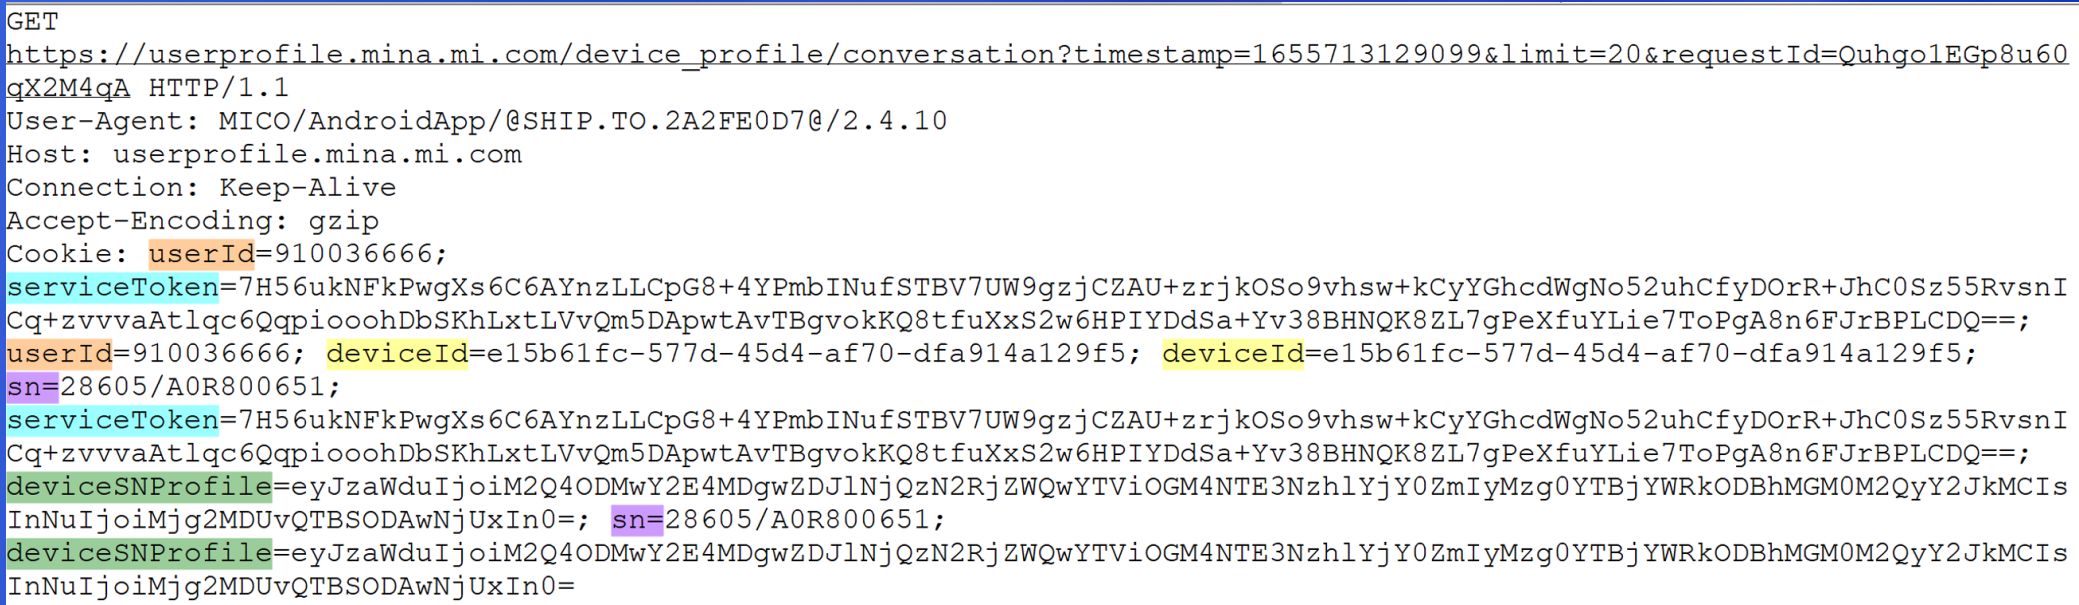 GET
https://userprofile.mina.mi.com/device_profile/conversation?timestamp=1655713129099&limit=20&requestId=Quhgo1EGp8u60
qX2M4qA HTTP/1.1
User-Agent: MICO/AndroidApp/@SHIP.TO.2A2FE0D7@/2.4.10
Host: userprofile.mina.mi.com
Connection: Keep-Alive
Accept-Encoding: gzip
Cookie: userId=910036666;
serviceToken=7H56ukNFkPwgXs6C6AYnzLLCpG8+4YPmbINufSTBV7UW9gzjCZAU+zrjkOSo9vhsw+kCyYGhcdWgNo52uhCfyDOrR+JhC0Sz55RvsnI
Cq+zvvvaAtlqc6QqpiooohDbSKhLxtLVvQm5DApwtAvTBgvokKQ8tfuXxS2w6HPIYDdSa+Yv38BHNQK8ZL7gPeXfuYLie7ToPgA8n6FJrBPLCDQ==;
userId=910036666; deviceId=e15b61fc-577d-45d4-af70-dfa914a129f5; deviceId=e15b61fc-577d-45d4-af70-dfa914a129f5;
sn=28605/A0R800651;
serviceToken=7H56ukNFkPwgXs6C6AYnzLLCpG8+4YPmbINufSTBV7UW9gzjCZAU+zrjkOSo9vhsw+kCyYGhcdWgNo52uhCfyDOrR+JhC0Sz55RvsnI
Cq+zvvvaAtlqc6QqpiooohDbSKhLxtLVvQm5DApwtAvTBgvokKQ8tfuXxS2w6HPIYDdSa+Yv38BHNQK8ZL7gPeXfuYLie7ToPgA8n6FJrBPLCDQ==;
deviceSNProfile=eyJzaWduIjoiM2Q4ODMwY2E4MDgwZDJlNjQzN2RjZWQwYTViOGM4NTE3NzhlYjY0ZmIyMzg0YTBjYWRkODBhMGM0M2QyY2JkMCIs
InNuIjoiMjg2MDUvQTBSODAwNjUxIn0=; sn=28605/A0R800651;
deviceSNProfile=eyJzaWduIjoiM2Q4ODMwY2E4MDgwZDJlNjQzN2RjZWQwYTViOGM4NTE3NzhlYjY0ZmIyMzg0YTBjYWRkODBhMGM0M2QyY2JkMCIs
InNuIjoiMjg2MDUvQTBSODAwNjUxIn0=